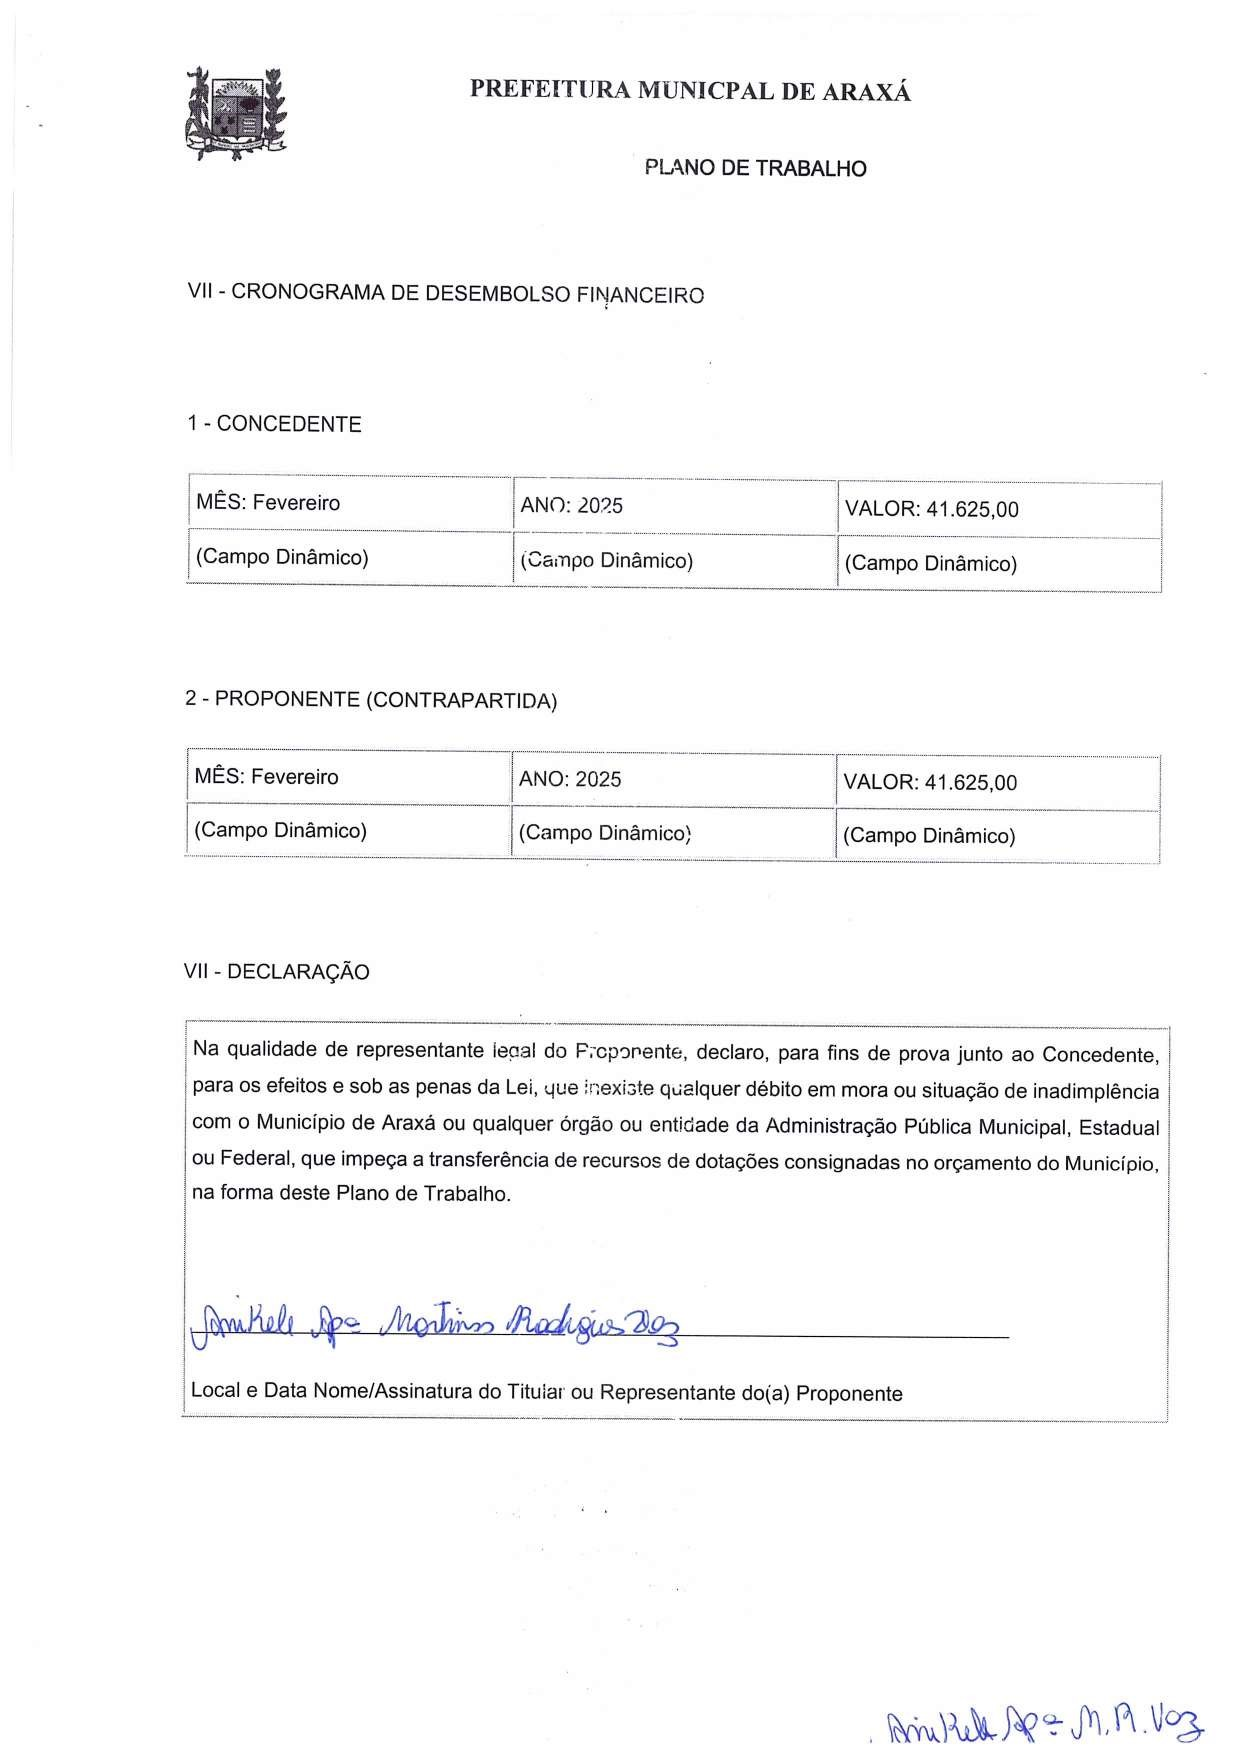 PREFEITURA MUNICPAL DE ARAXÁ
PLANO DE TRABALHO
VII - CRONOGRAMA DE DESEMBOLSO FINANCEIRO
1 - CONCEDENTE
MÊS: Fevereiro ANO: 2025 VALOR: 41.625,00
(Campo Dinâmico) (Campo Dinâmico) (Campo Dinâmico)
2 - PROPONENTE (CONTRAPARTIDA)
MÊS: Fevereiro ANO: 2025 VALOR: 41.625,00
(Campo Dinâmico) (Campo Dinâmico) (Campo Dinâmico)
VII - DECLARAÇÃO
Na qualidade de representante legal do Proponente, declaro, para fins de prova junto ao Concedente,
para os efeitos e sob as penas da Lei, que inexiste qualquer débito em mora ou situação de inadimplência
com o Município de Araxá ou qualquer órgão ou entidade da Administração Pública Municipal, Estadual
ou Federal, que impeça a transferência de recursos de dotações consignadas no orçamento do Município,
na forma deste Plano de Trabalho.
Anikele Apª Martins Rodrigues
Local e Data Nome/Assinatura do Titular ou Representante do(a) Proponente
Apª M. R. Vaz